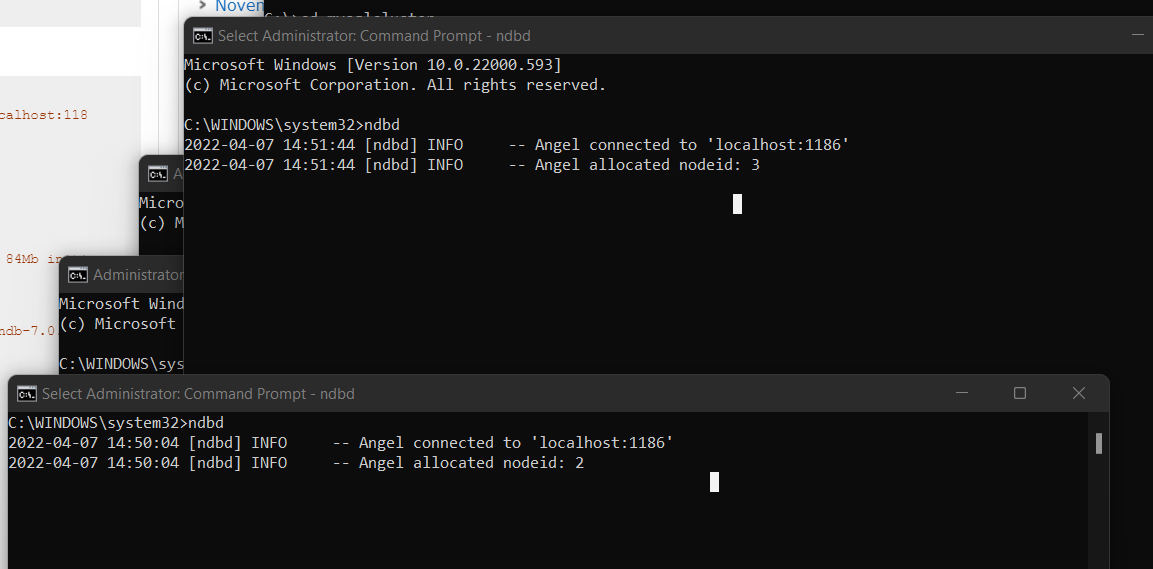 Noven
Select Administrator: Command Prompt - ndbd
Microsoft Windows [Version 10.0.22000.593]
(c) Microsoft Corporation. All rights reserved.
C:\WINDOWS\system32>ndbd
2022-04-07 14:51:44 [ndbd] INFO     -- Angel connected to 'localhost:1186'
2022-04-07 14:51:44 [ndbd] INFO     -- Angel allocated nodeid: 3
calhost:118
A
Micro
(c) M
84Mb in
Administrator
Microsoft Wind
(c) Microsoft
ndb-7.0
C:\WINDOWS\sys
Select Administrator: Command Prompt - ndbd
C:\WINDOWS\system32>ndbd
2022-04-07 14:50:04 [ndbd] INFO     -- Angel connected to 'localhost:1186'
2022-04-07 14:50:04 [ndbd] INFO     -- Angel allocated nodeid: 2